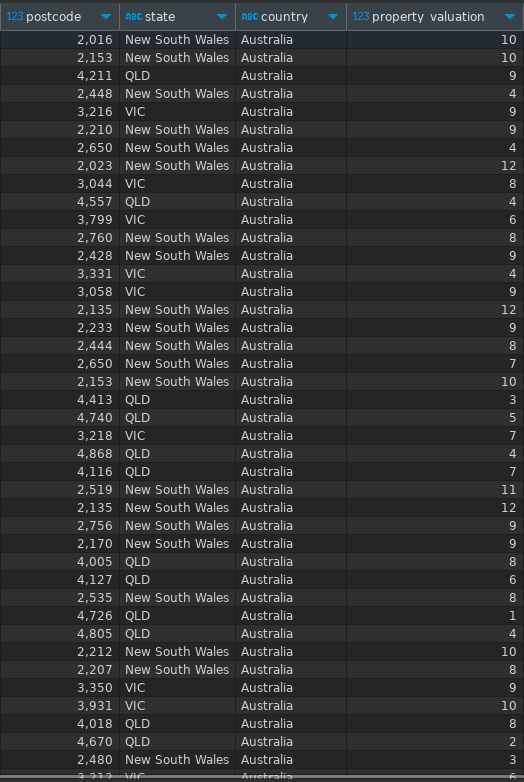 123 postcode ABC state ABC country 123 property valuation
2,016 New South Wales Australia 10
2,153 New South Wales Australia 10
4,211 QLD Australia 9
2,448 New South Wales Australia 4
3,216 VIC Australia 9
2,210 New South Wales Australia 9
2,650 New South Wales Australia 4
2,023 New South Wales Australia 12
3,044 VIC Australia 8
4,557 QLD Australia 4
3,799 VIC Australia 6
2,760 New South Wales Australia 8
2,428 New South Wales Australia 9
3,331 VIC Australia 4
3,058 VIC Australia 9
2,135 New South Wales Australia 12
2,233 New South Wales Australia 9
2,444 New South Wales Australia 8
2,650 New South Wales Australia 7
2,153 New South Wales Australia 10
4,413 QLD Australia 3
4,740 QLD Australia 5
3,218 VIC Australia 7
4,868 QLD Australia 4
4,116 QLD Australia 7
2,519 New South Wales Australia 11
2,135 New South Wales Australia 12
2,756 New South Wales Australia 9
2,170 New South Wales Australia 9
4,005 QLD Australia 8
4,127 QLD Australia 6
2,535 New South Wales Australia 8
4,726 QLD Australia 1
4,805 QLD Australia 4
2,212 New South Wales Australia 10
2,207 New South Wales Australia 8
3,350 VIC Australia 9
3,931 VIC Australia 10
4,018 QLD Australia 8
4,670 QLD Australia 2
2,480 New South Wales Australia 3
3,212 VIC Australia 6